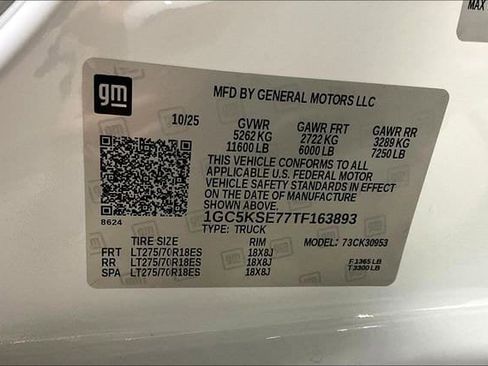 MAX
gm
MFD BY GENERAL MOTORS LLC
10/25 GVWR GAWR FRT GAWR RR
5262 KG 2722 KG 3289 KG
11600 LB 6000 LB 7250 LB
THIS VEHICLE CONFORMS TO ALL
APPLICABLE U.S. FEDERAL MOTOR
VEHICLE SAFETY STANDARDS IN EFFECT
ON THE DATE OF MANUFACTURE
SHOWN ABOVE.
8624
1GC5KSE77TF163893
TYPE: TRUCK
MODEL: 73CK30953
TIRE SIZE RIM
FRT LT275/70R18ES 18X8J
RR LT275/70R18ES 18X8J
SPA LT275/70R18ES 18X8J
F 1365 LB
T 3300 LB